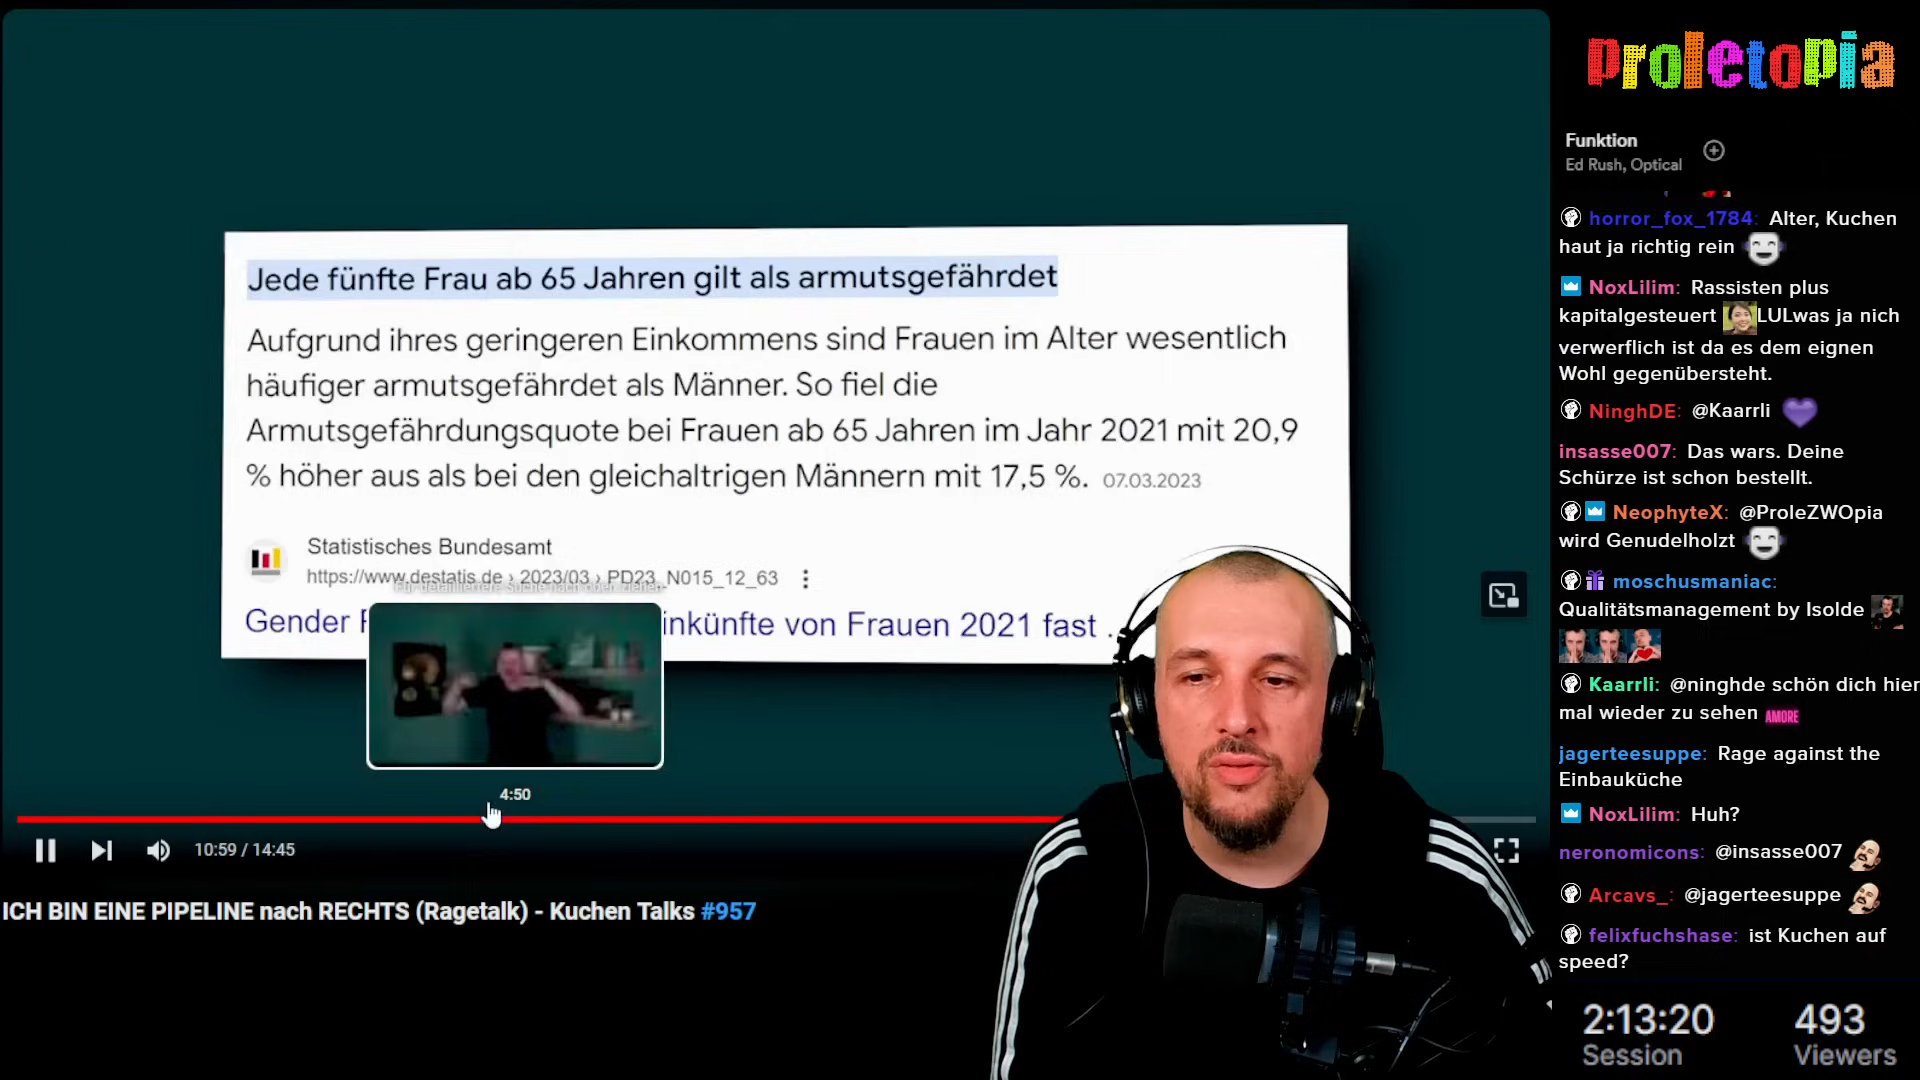 Jede fünfte Frau ab 65 Jahren gilt als armutsgefährdet
Aufgrund ihres geringeren Einkommens sind Frauen im Alter wesentlich
häufiger armutsgefährdet als Männer. So fiel die
Armutsgefährdungsquote bei Frauen ab 65 Jahren im Jahr 2021 mit 20,9
% höher aus als bei den gleichaltrigen Männern mit 17,5 %. 07.03.2023
Statistisches Bundesamt
https://www.destatis.de › 2023/03 › PD23_N015_12_63
Für detailliertere Suche nach oben ziehen
Gender inkünfte von Frauen 2021 fast ...
4:50
10:59 / 14:45
ICH BIN EINE PIPELINE nach RECHTS (Ragetalk) - Kuchen Talks #957
Proletopia
Funktion
Ed Rush, Optical
horror_fox_1784: Alter, Kuchen
haut ja richtig rein
NoxLilim: Rassisten plus
kapitalgesteuert LULwas ja nich
verwerflich ist da es dem eignen
Wohl gegenübersteht.
NinghDE: @Kaarrli
insasse007: Das wars. Deine
Schürze ist schon bestellt.
NeophyteX: @ProleZWOpia
wird Genudelholzt
moschusmaniac:
Qualitätsmanagement by Isolde
Kaarrli: @ninghde schön dich hier
mal wieder zu sehen AMORE
jagerteesuppe: Rage against the
Einbauküche
NoxLilim: Huh?
neronomicons: @insasse007
Arcavs_: @jagerteesuppe
felixfuchshase: ist Kuchen auf
speed?
2:13:20
Session
493
Viewers